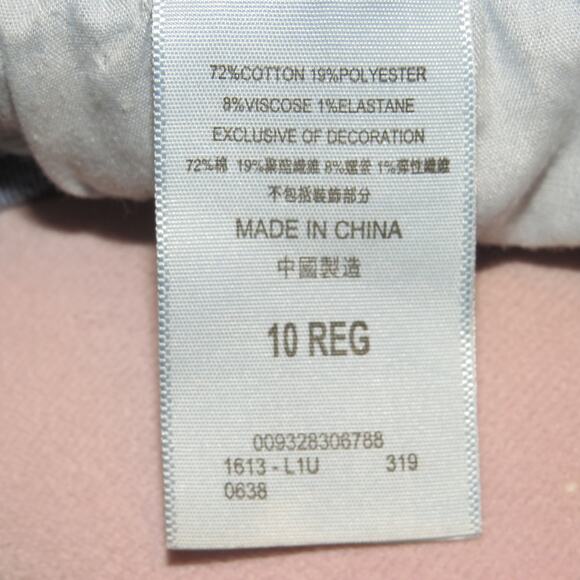 72%COTTON 19%POLYESTER
8%VISCOSE 1%ELASTANE
EXCLUSIVE OF DECORATION
72%棉 19%聚酯纖維 8%嫘縈 1%彈性纖維
不包括裝飾部分
MADE IN CHINA
中國製造
10 REG
009328306788
1613 - L1U 319
0638